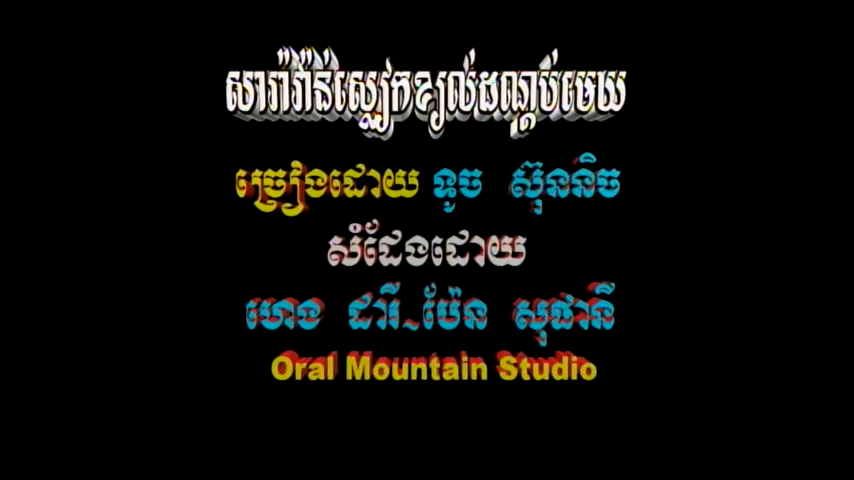 សារ៉ាវ៉ាន់ស្លៀកខ្យល់ដណ្ដប់មេឃ
ច្រៀងដោយ ទូច ស៊ុននិច
សំដែងដោយ
ហេង ដារី_ប៉ែន សុផានី
Oral Mountain Studio